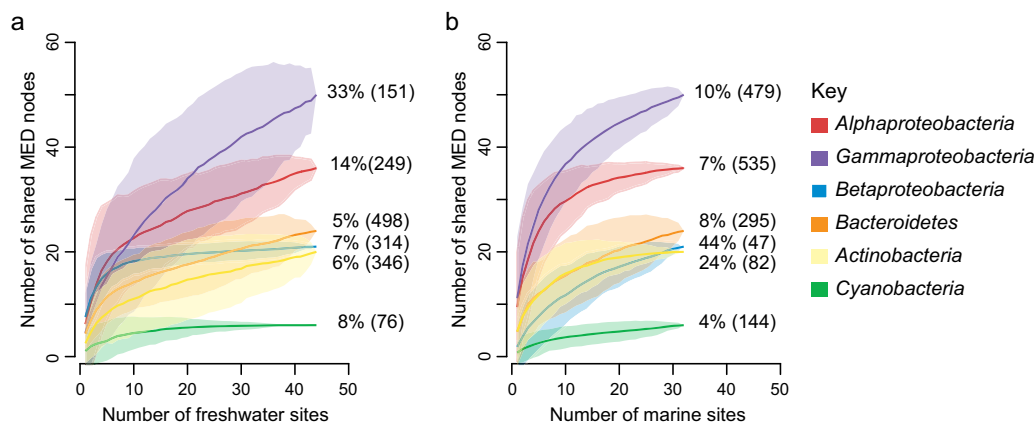 a
Number of shared MED nodes
60
40
20
0
33% (151)
14%(249)
5% (498)
7% (314)
6% (346)
8% (76)
0 10 20 30 40 50
Number of freshwater sites
b
Number of shared MED nodes
60
40
20
0
10% (479)
7% (535)
8% (295)
44% (47)
24% (82)
4% (144)
0 10 20 30 40 50
Number of marine sites
Key
Alphaproteobacteria
Gammaproteobacteria
Betaproteobacteria
Bacteroidetes
Actinobacteria
Cyanobacteria